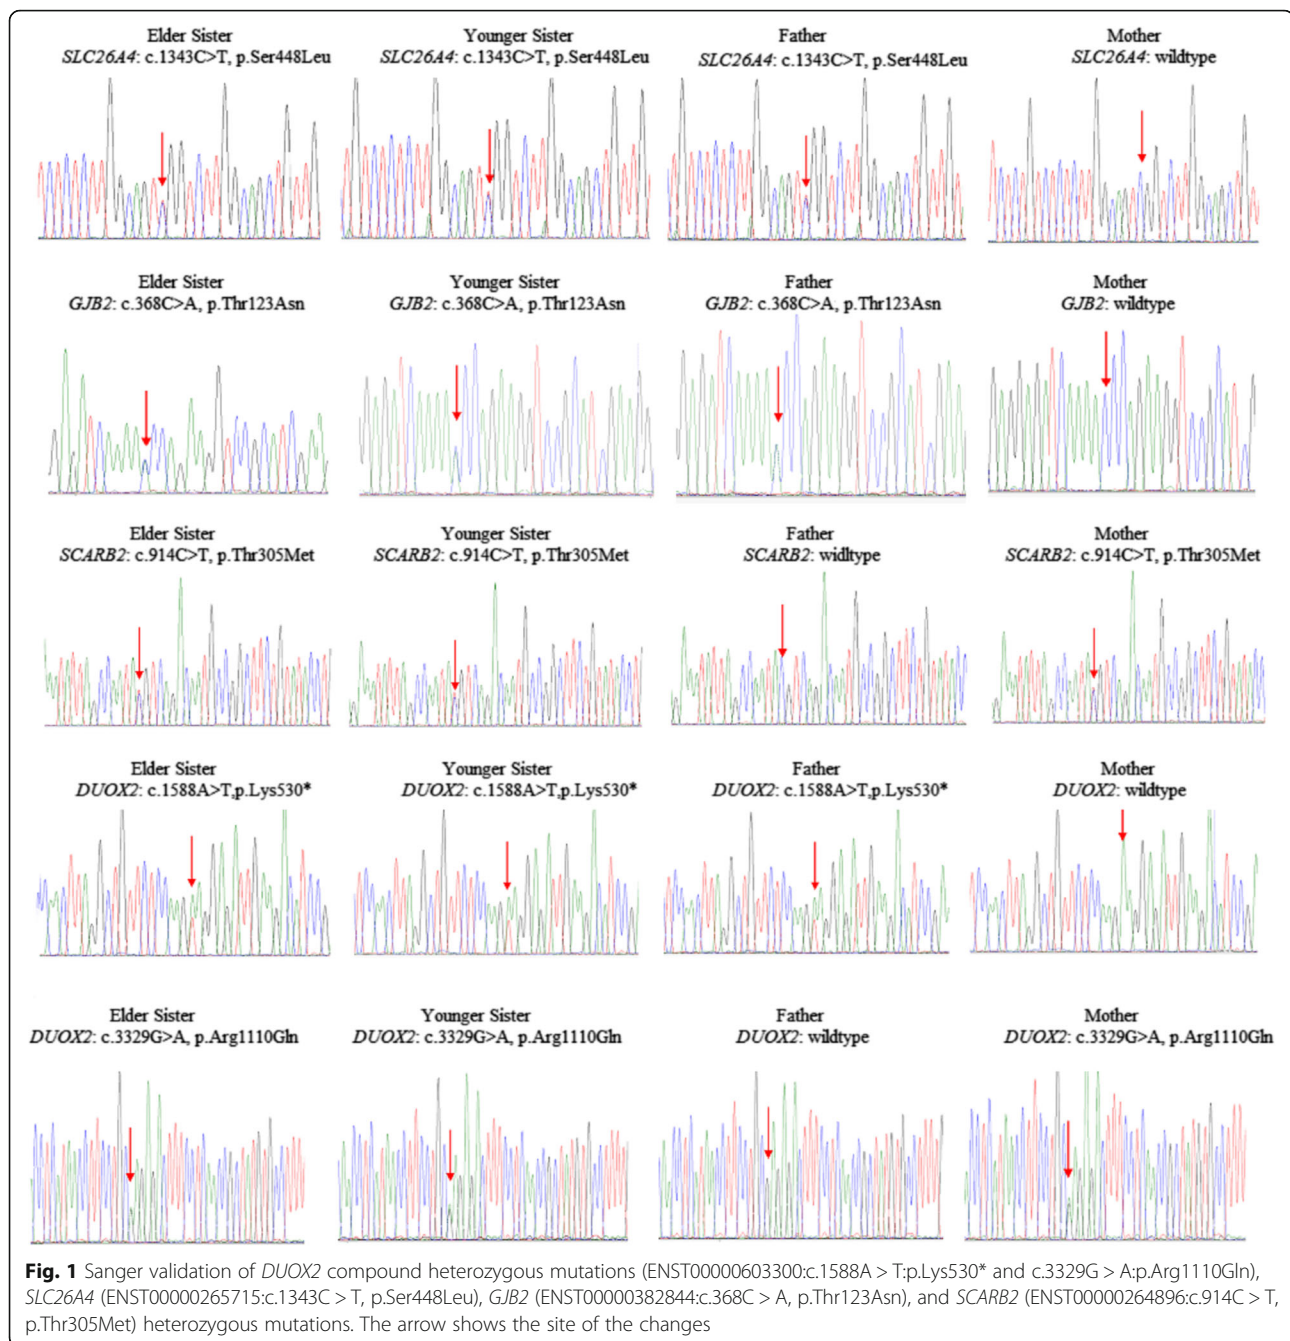 Elder Sister
SLC26A4: c.1343C>T, p.Ser448Leu
Younger Sister
SLC26A4: c.1343C>T, p.Ser448Leu
Father
SLC26A4: c.1343C>T, p.Ser448Leu
Mother
SLC26A4: wildtype
Elder Sister
GJB2: c.368C>A, p.Thr123Asn
Younger Sister
GJB2: c.368C>A, p.Thr123Asn
Father
GJB2: c.368C>A, p.Thr123Asn
Mother
GJB2: wildtype
Elder Sister
SCARB2: c.914C>T, p.Thr305Met
Younger Sister
SCARB2: c.914C>T, p.Thr305Met
Father
SCARB2: widltype
Mother
SCARB2: c.914C>T, p.Thr305Met
Elder Sister
DUOX2: c.1588A>T,p.Lys530*
Younger Sister
DUOX2: c.1588A>T,p.Lys530*
Father
DUOX2: c.1588A>T,p.Lys530*
Mother
DUOX2: wildtype
Elder Sister
DUOX2: c.3329G>A, p.Arg1110Gln
Younger Sister
DUOX2: c.3329G>A, p.Arg1110Gln
Father
DUOX2: wildtype
Mother
DUOX2: c.3329G>A, p.Arg1110Gln
Fig. 1 Sanger validation of DUOX2 compound heterozygous mutations (ENST00000603300:c.1588A > T:p.Lys530* and c.3329G > A:p.Arg1110Gln),
SLC26A4 (ENST00000265715:c.1343C > T, p.Ser448Leu), GJB2 (ENST00000382844:c.368C > A, p.Thr123Asn), and SCARB2 (ENST00000264896:c.914C > T,
p.Thr305Met) heterozygous mutations. The arrow shows the site of the changes